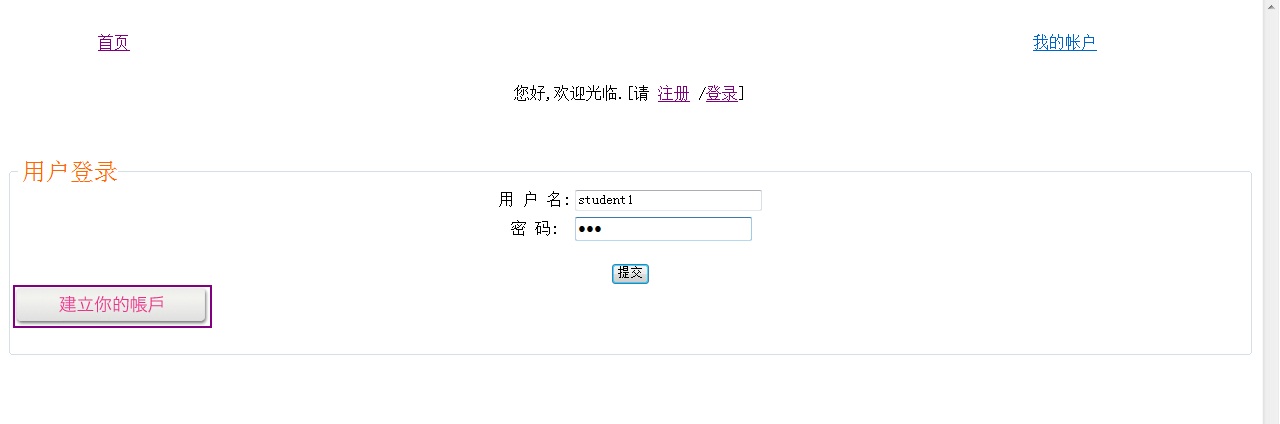 首页 我的帐户
您好,欢迎光临.[请 注册 /登录]
用户登录
用 户 名: student1
密 码: ●●●
提交
建立你的帳戶